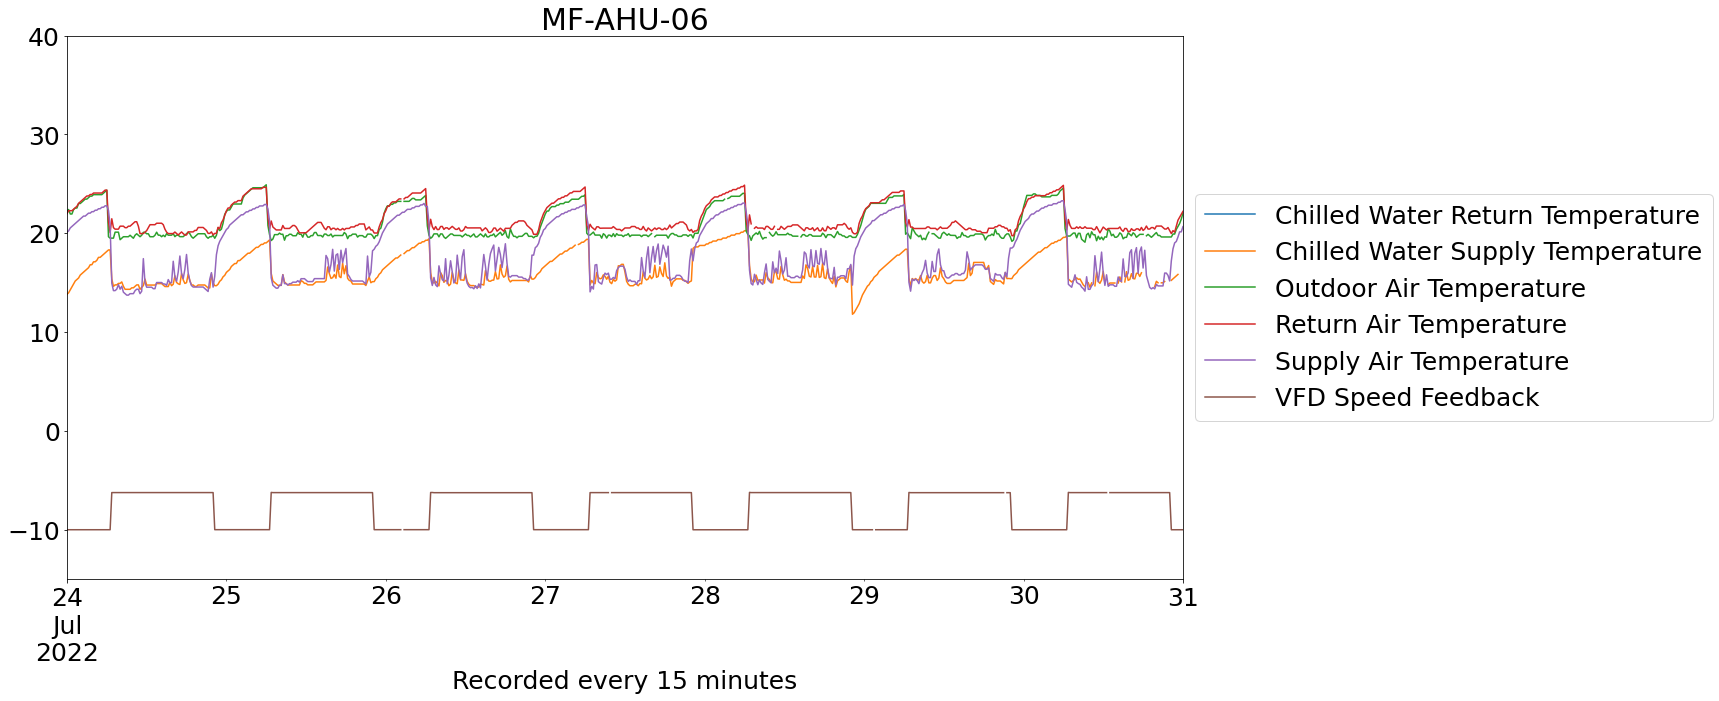 MF-AHU-06
40
30
20
10
0
−10
24
Jul
2022
25
26
27
28
29
30
31
Recorded every 15 minutes
Chilled Water Return Temperature
Chilled Water Supply Temperature
Outdoor Air Temperature
Return Air Temperature
Supply Air Temperature
VFD Speed Feedback